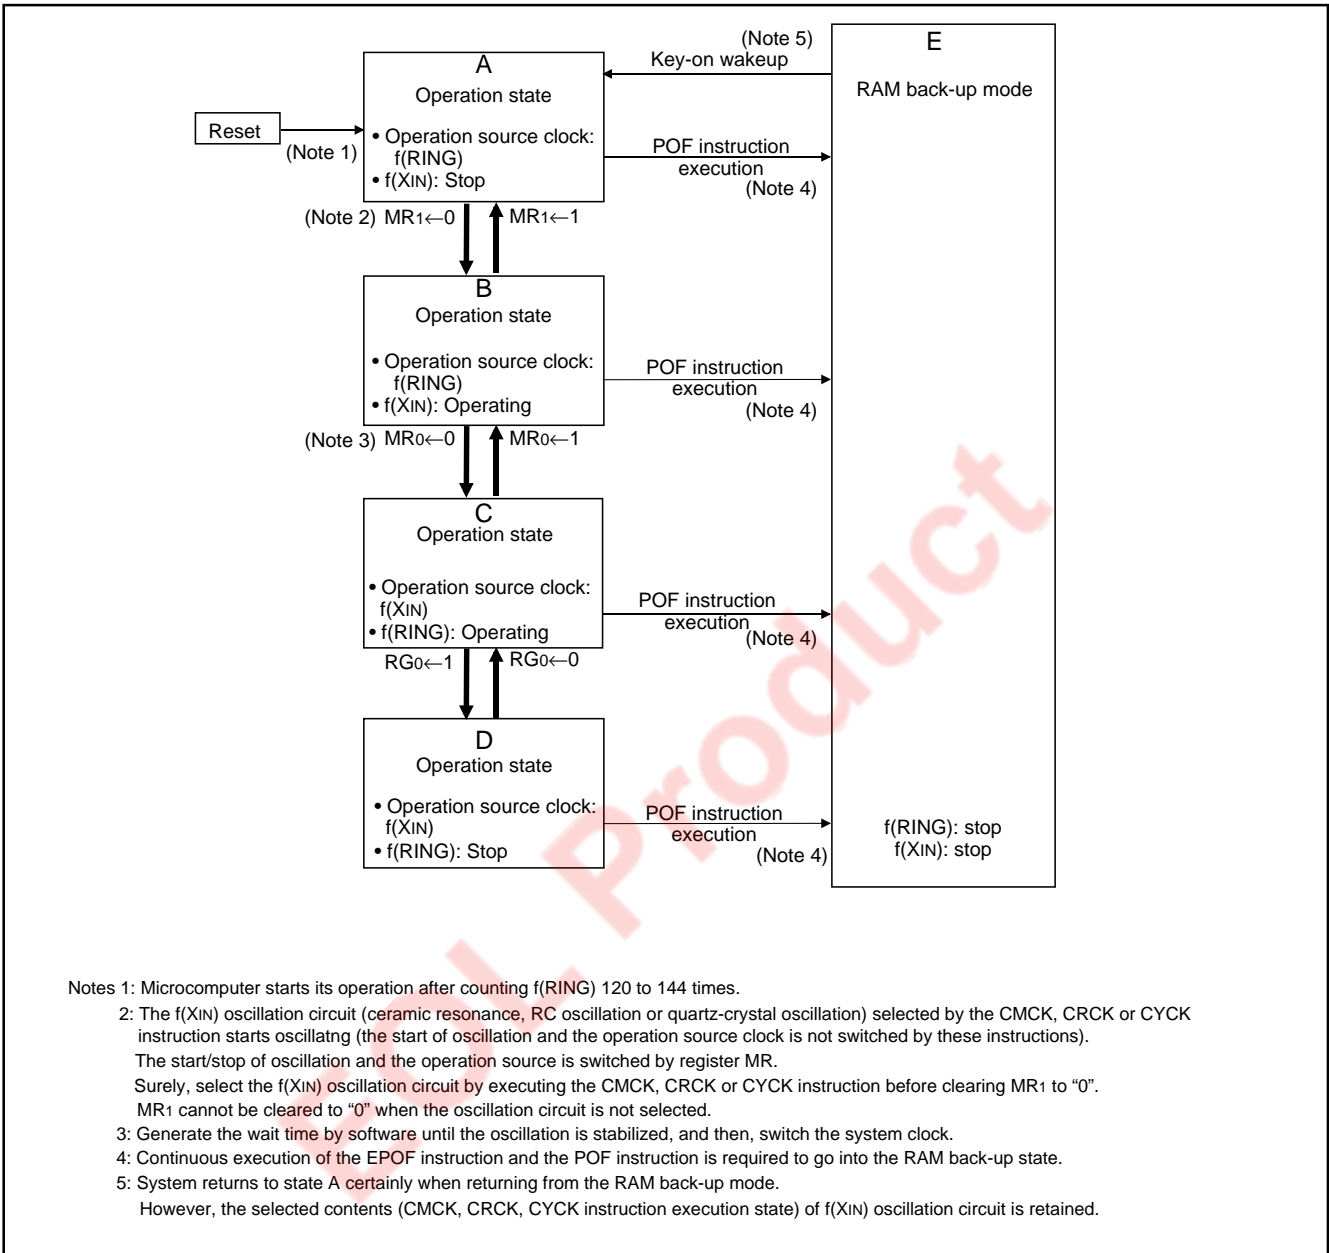 (Note 5)
Key-on wakeup
E
RAM back-up mode
A
Operation state
• Operation source clock:
f(RING)
• f(XIN): Stop
Reset
(Note 1)
POF instruction
execution
(Note 4)
(Note 2) MR1←0
MR1←1
B
Operation state
• Operation source clock:
f(RING)
• f(XIN): Operating
POF instruction
execution
(Note 4)
(Note 3) MR0←0
MR0←1
C
Operation state
• Operation source clock:
f(XIN)
• f(RING): Operating
POF instruction
execution
(Note 4)
RG0←1
RG0←0
D
Operation state
• Operation source clock:
f(XIN)
• f(RING): Stop
POF instruction
execution
(Note 4)
f(RING): stop
f(XIN): stop
EOL Product
Notes 1: Microcomputer starts its operation after counting f(RING) 120 to 144 times.
2: The f(XIN) oscillation circuit (ceramic resonance, RC oscillation or quartz-crystal oscillation) selected by the CMCK, CRCK or CYCK
instruction starts oscillatng (the start of oscillation and the operation source clock is not switched by these instructions).
The start/stop of oscillation and the operation source is switched by register MR.
Surely, select the f(XIN) oscillation circuit by executing the CMCK, CRCK or CYCK instruction before clearing MR1 to “0”.
MR1 cannot be cleared to “0” when the oscillation circuit is not selected.
3: Generate the wait time by software until the oscillation is stabilized, and then, switch the system clock.
4: Continuous execution of the EPOF instruction and the POF instruction is required to go into the RAM back-up state.
5: System returns to state A certainly when returning from the RAM back-up mode.
However, the selected contents (CMCK, CRCK, CYCK instruction execution state) of f(XIN) oscillation circuit is retained.